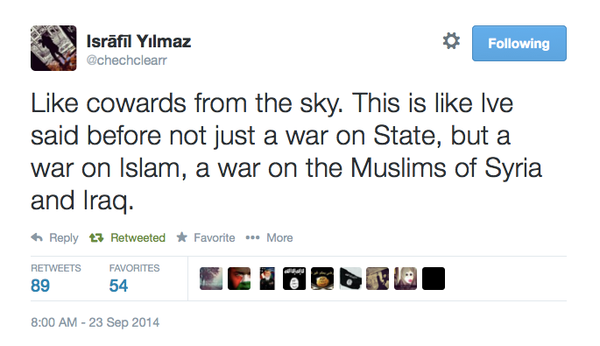 Isrāfīl Yılmaz
@chechclearr
Following
Like cowards from the sky. This is like Ive
said before not just a war on State, but a
war on Islam, a war on the Muslims of Syria
and Iraq.
Reply Retweeted Favorite More
RETWEETS FAVORITES
89 54
8:00 AM - 23 Sep 2014